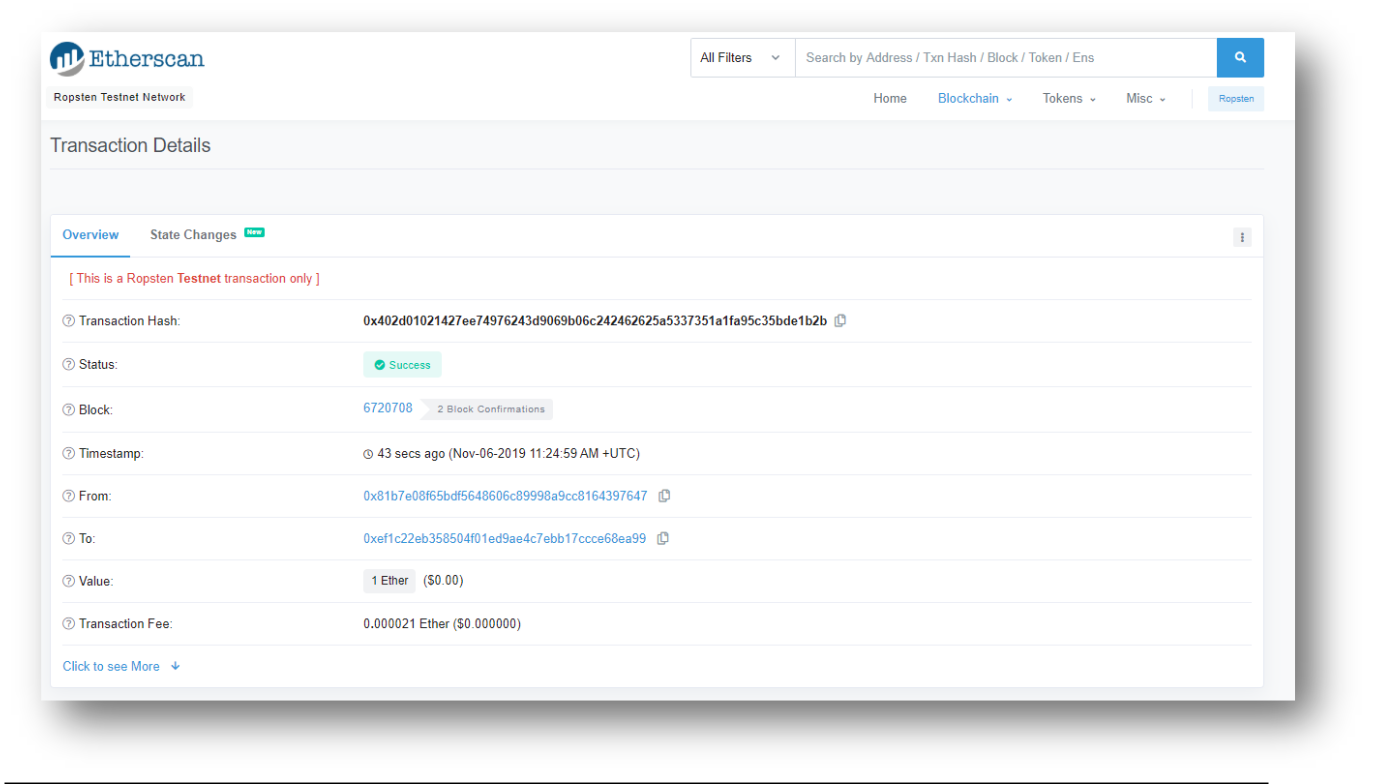 Etherscan
All Filters Search by Address / Txn Hash / Block / Token / Ens
Ropsten Testnet Network Home Blockchain Tokens Misc Ropsten
Transaction Details
Overview State Changes New
[ This is a Ropsten Testnet transaction only ]
Transaction Hash: 0x402d01021427ee74976243d9069b06c242462625a5337351a1fa95c35bde1b2b
Status: Success
Block: 6720708 2 Block Confirmations
Timestamp: 43 secs ago (Nov-06-2019 11:24:59 AM +UTC)
From: 0x81b7e08f65bdf5648606c89998a9cc8164397647
To: 0xef1c22eb358504f01ed9ae4c7ebb17ccce68ea99
Value: 1 Ether ($0.00)
Transaction Fee: 0.000021 Ether ($0.000000)
Click to see More